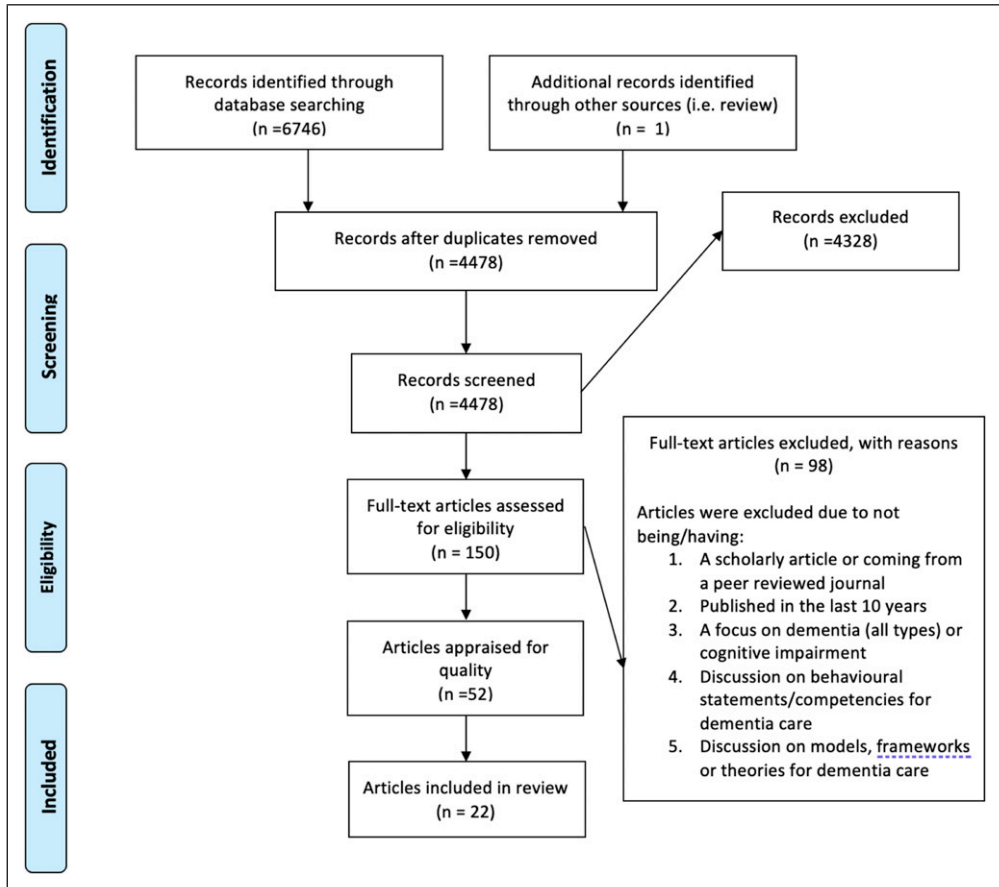 Identification
Records identified through
database searching
(n =6746)
Additional records identified
through other sources (i.e. review)
(n = 1)
Records after duplicates removed
(n =4478)
Records excluded
(n =4328)
Screening
Records screened
(n =4478)
Eligibility
Full-text articles assessed
for eligibility
(n = 150)
Full-text articles excluded, with reasons
(n = 98)
Articles were excluded due to not
being/having:
1. A scholarly article or coming from
a peer reviewed journal
2. Published in the last 10 years
3. A focus on dementia (all types) or
cognitive impairment
4. Discussion on behavioural
statements/competencies for
dementia care
5. Discussion on models, frameworks
or theories for dementia care
Articles appraised for
quality
(n =52)
Included
Articles included in review
(n = 22)